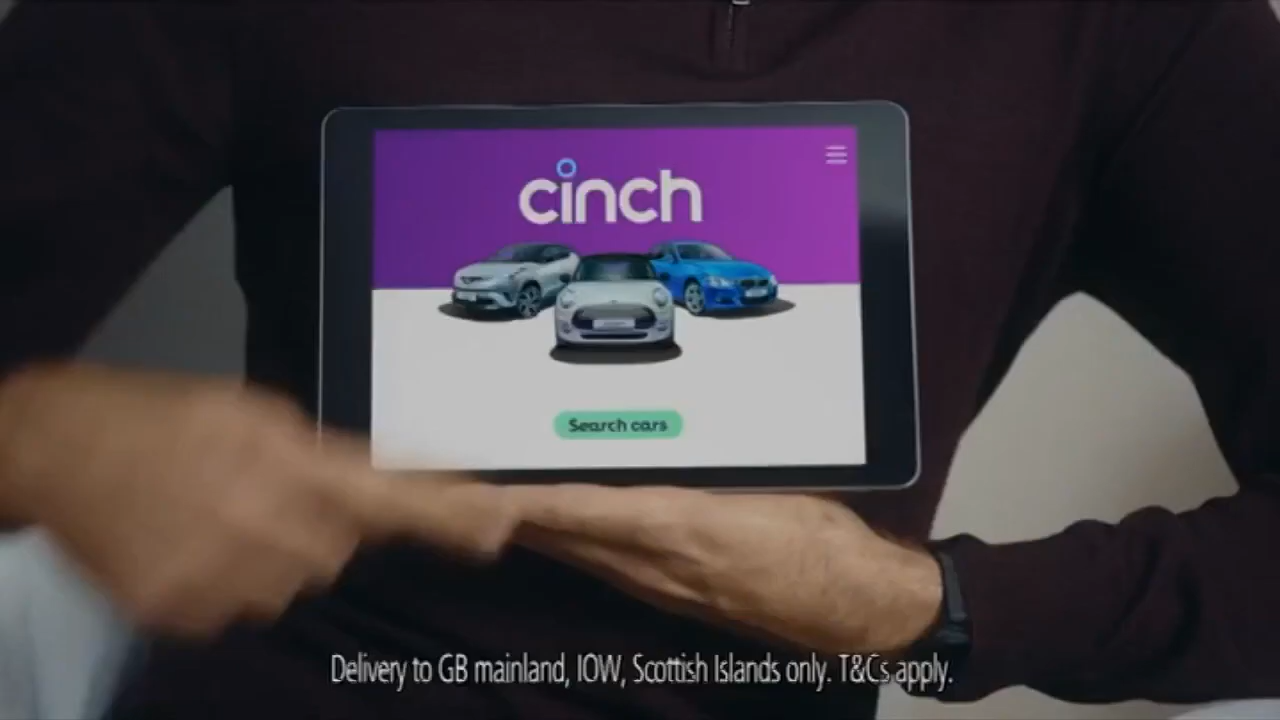 cinch
Search cars
Delivery to GB mainland, IOW, Scottish Islands only. T&Cs apply.